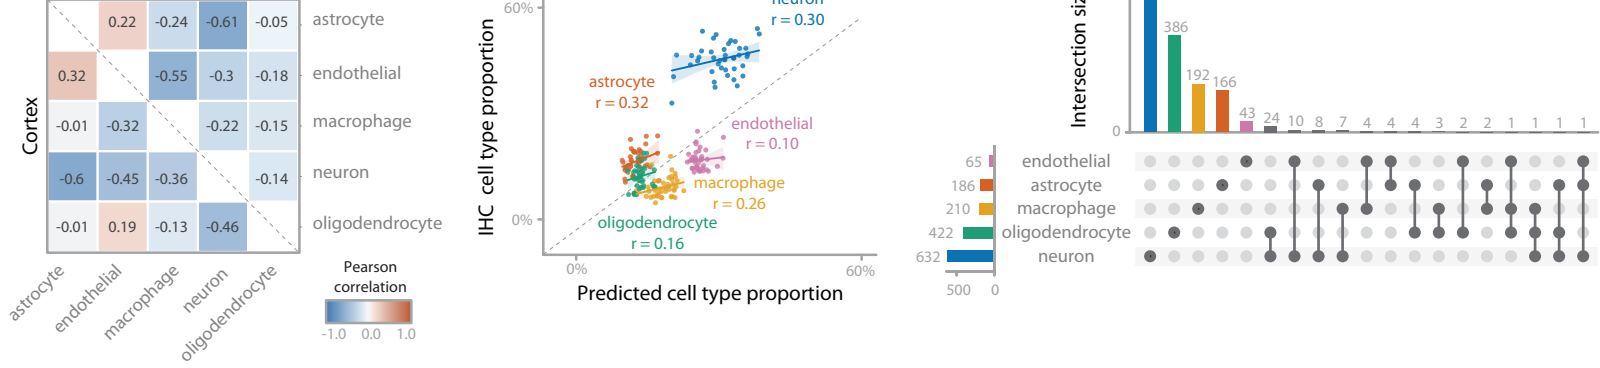 0.22 -0.24 -0.61 -0.05 astrocyte
0.32 -0.55 -0.3 -0.18 endothelial
-0.01 -0.32 -0.22 -0.15 macrophage
-0.6 -0.45 -0.36 -0.14 neuron
-0.01 0.19 -0.13 -0.46 oligodendrocyte
Cortex
astrocyte
endothelial
macrophage
neuron
oligodendrocyte
Pearson
correlation
-1.0 0.0 1.0
IHC cell type proportion
60%
0%
neuron
r = 0.30
astrocyte
r = 0.32
endothelial
r = 0.10
macrophage
r = 0.26
oligodendrocyte
r = 0.16
0% 60%
Predicted cell type proportion
Intersection siz
0
386
192
166
43
24
10
8
7
4
4
4
3
2
2
1
1
1
1
65 endothelial
186 astrocyte
210 macrophage
422 oligodendrocyte
632 neuron
500 0